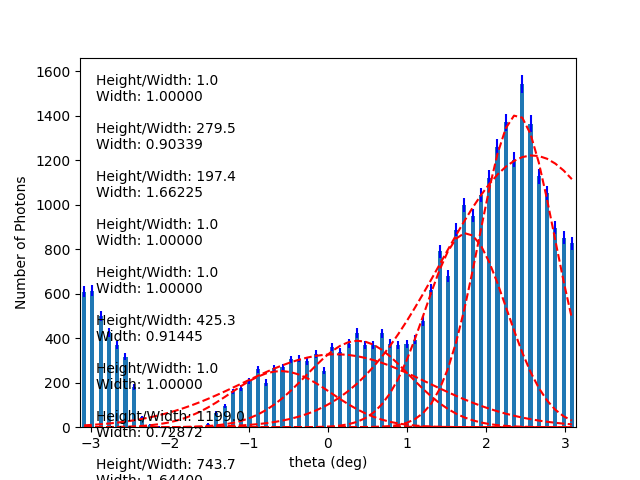 1600
1400
1200
1000
800
600
400
200
0
Number of Photons
Height/Width: 1.0
Width: 1.00000
Height/Width: 279.5
Width: 0.90339
Height/Width: 197.4
Width: 1.66225
Height/Width: 1.0
Width: 1.00000
Height/Width: 1.0
Width: 1.00000
Height/Width: 425.3
Width: 0.91445
Height/Width: 1.0
Width: 1.00000
Height/Width: 1199.0
Width: 0.72872
Height/Width: 743.7
Width: 1.64400
−3 −2 −1 0 1 2 3
theta (deg)